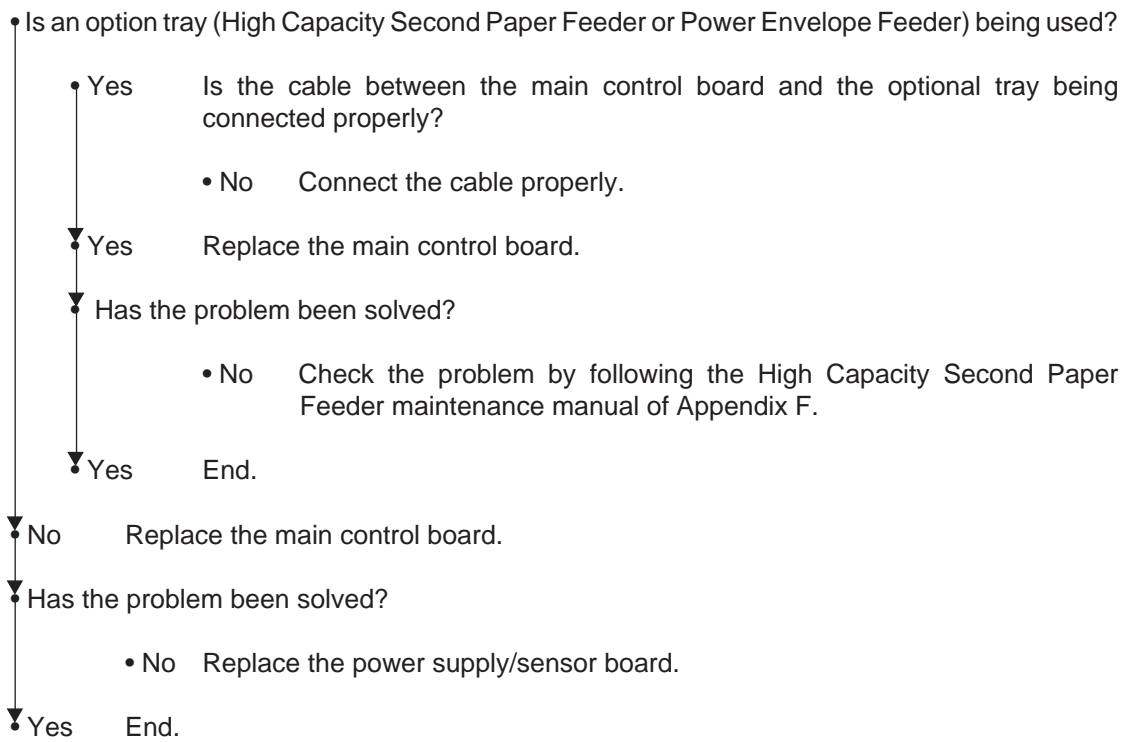 • Is an option tray (High Capacity Second Paper Feeder or Power Envelope Feeder) being used?
• Yes Is the cable between the main control board and the optional tray being
connected properly?
• No Connect the cable properly.
• Yes Replace the main control board.
• Has the problem been solved?
• No Check the problem by following the High Capacity Second Paper
Feeder maintenance manual of Appendix F.
• Yes End.
• No Replace the main control board.
• Has the problem been solved?
• No Replace the power supply/sensor board.
• Yes End.